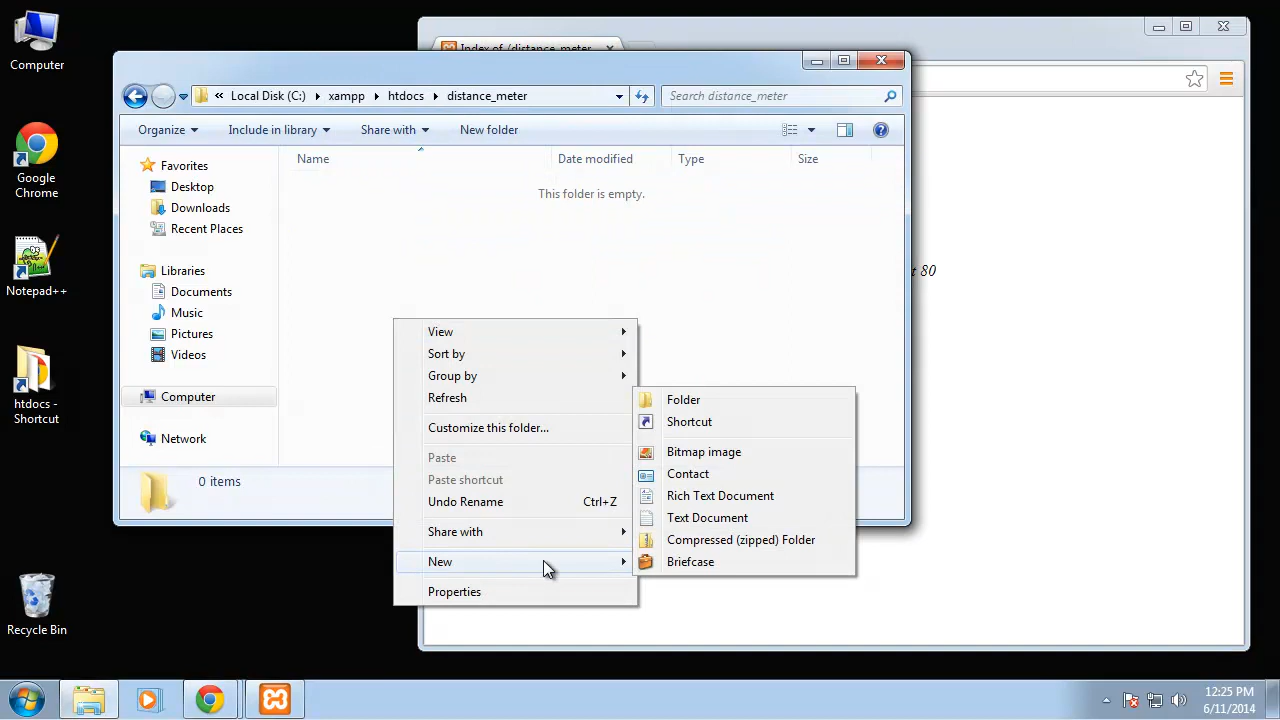 Computer
Google
Chrome
Notepad++
htdocs -
Shortcut
Recycle Bin
Index of /distance_meter
Local Disk (C:) xampp htdocs distance_meter
Search distance_meter
Organize
Include in library
Share with
New folder
Name
Date modified
Type
Size
This folder is empty.
Favorites
Desktop
Downloads
Recent Places
Libraries
Documents
Music
Pictures
Videos
Computer
Network
0 items
t 80
View
Sort by
Group by
Refresh
Customize this folder...
Paste
Paste shortcut
Undo Rename Ctrl+Z
Share with
New
Properties
Folder
Shortcut
Bitmap image
Contact
Rich Text Document
Text Document
Compressed (zipped) Folder
Briefcase
12:25 PM
6/11/2014